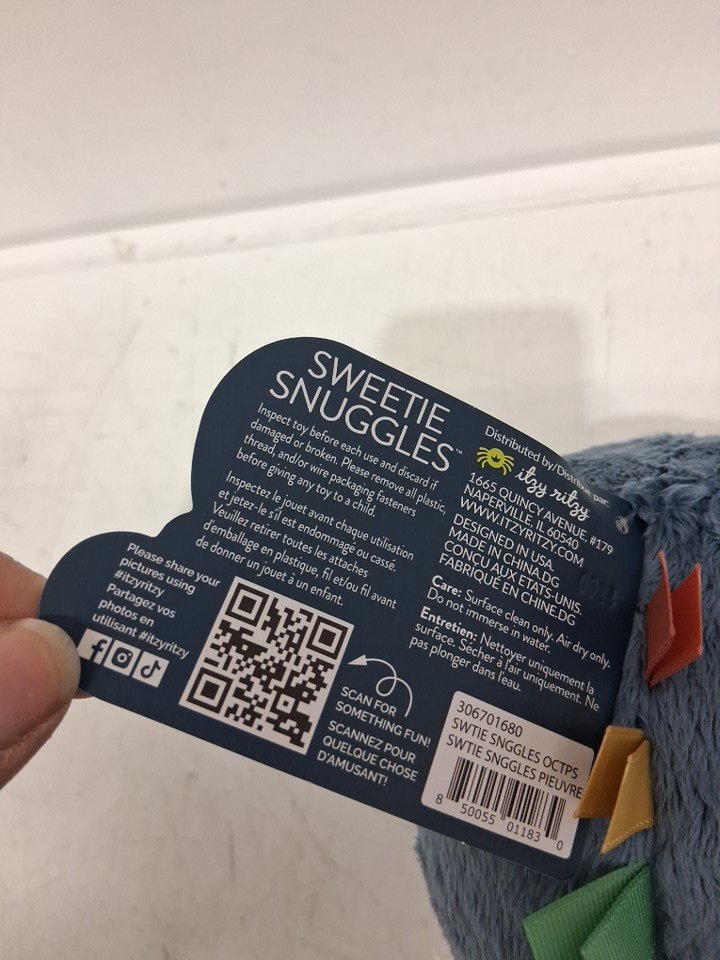 SWEETIE
SNUGGLES™
Inspect toy before each use and discard if
damaged or broken. Please remove all plastic,
thread, and/or wire packaging fasteners
before giving any toy to a child.
Inspectez le jouet avant chaque utilisation
et jetez-le s'il est endommagé ou cassé.
Veuillez retirer toutes les attaches
d'emballage en plastique, fil et/ou fil avant
de donner un jouet à un enfant.
Please share your
pictures using
#itzyritzy
Partagez vos
photos en
utilisant #itzyritzy
SCAN FOR
SOMETHING FUN!
SCANNEZ POUR
QUELQUE CHOSE
D'AMUSANT!
Distributed by/Distribué par:
itzy ritzy
1665 QUINCY AVENUE #179
NAPERVILLE, IL 60540
WWW.ITZYRITZY.COM
DESIGNED IN USA.
MADE IN CHINA.DG
CONÇU AUX ETATS-UNIS.
FABRIQUÉ EN CHINE.DG
Care: Surface clean only. Air dry only.
Do not immerse in water.
Entretien: Nettoyer uniquement la
surface. Sécher à l'air uniquement. Ne
pas plonger dans l'eau.
306701680
SWTIE SNGGLES OCTPS
SWTIE SNGGLES PIEUVRE
8 50055 01183 0